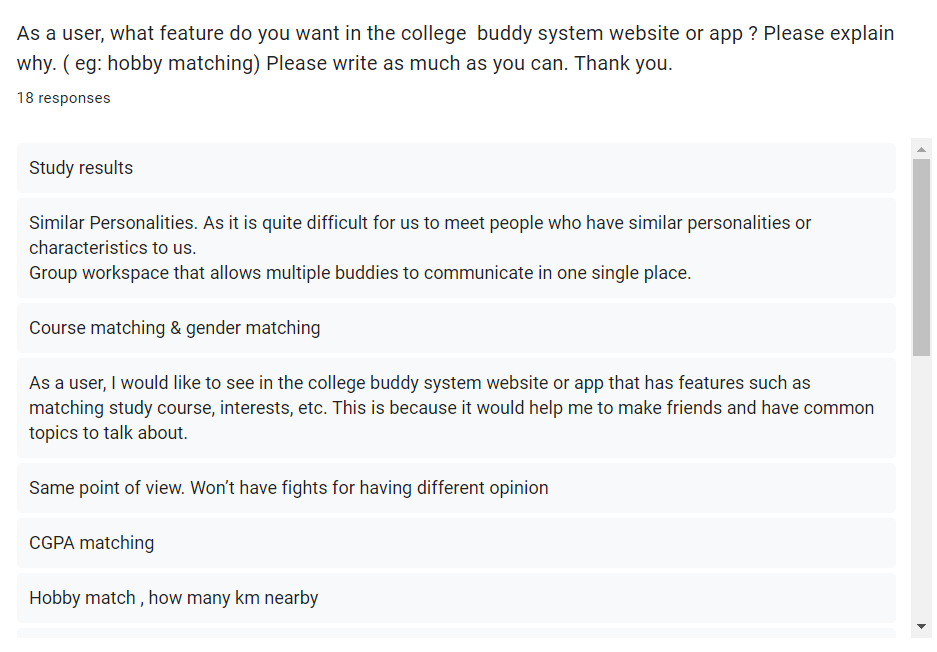 As a user, what feature do you want in the college  buddy system website or app ? Please explain
why. ( eg: hobby matching) Please write as much as you can. Thank you.
18 responses
Study results
Similar Personalities. As it is quite difficult for us to meet people who have similar personalities or
characteristics to us.
Group workspace that allows multiple buddies to communicate in one single place.
Course matching & gender matching
As a user, I would like to see in the college buddy system website or app that has features such as
matching study course, interests, etc. This is because it would help me to make friends and have common
topics to talk about.
Same point of view. Won’t have fights for having different opinion
CGPA matching
Hobby match , how many km nearby